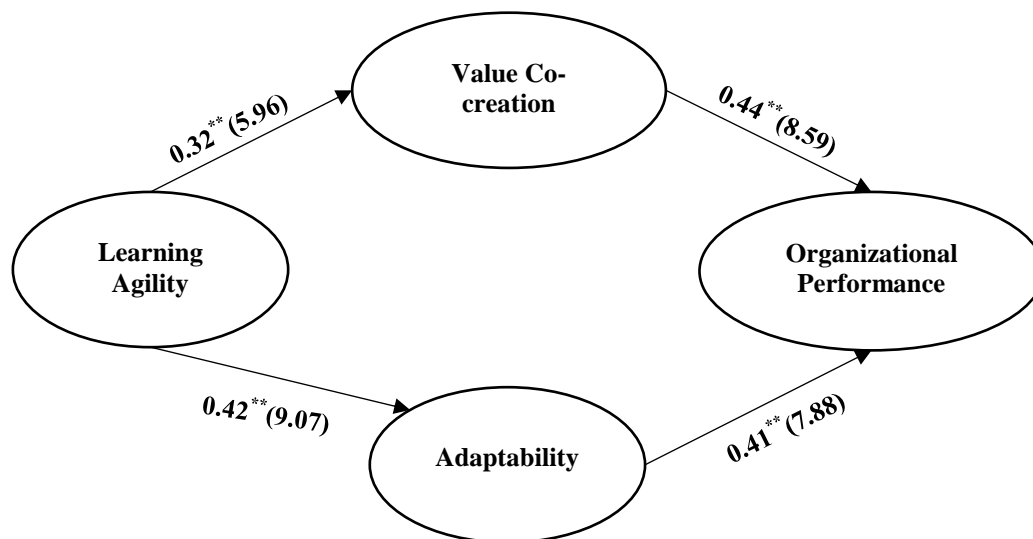 Value Co-
creation
0.32**(5.96)
0.44**(8.59)
Learning
Agility
Organizational
Performance
0.42**(9.07)
0.41**(7.88)
Adaptability